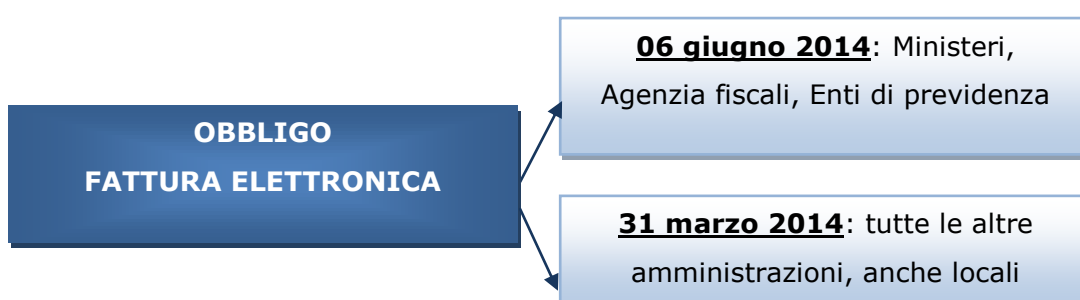 OBBLIGO
FATTURA ELETTRONICA
06 giugno 2014: Ministeri,
Agenzia fiscali, Enti di previdenza
31 marzo 2014: tutte le altre
amministrazioni, anche locali